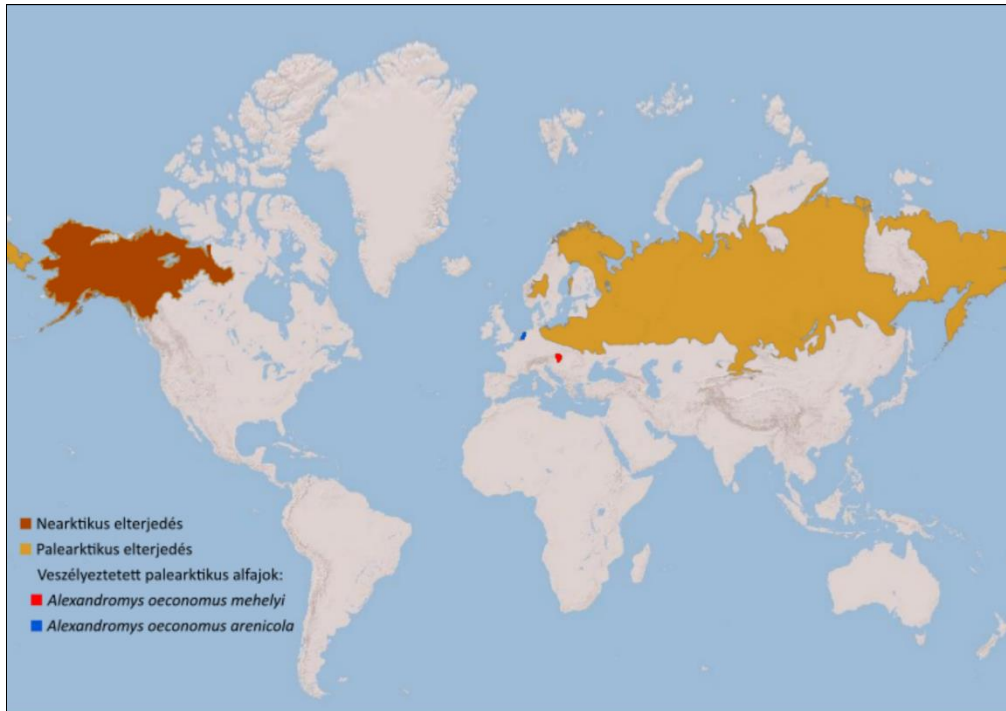 Nearktikus elterjedés
Palearktikus elterjedés
Veszélyeztetett palearktikus alfajok:
Alexandromys oeconomus mehelyi
Alexandromys oeconomus arenicola